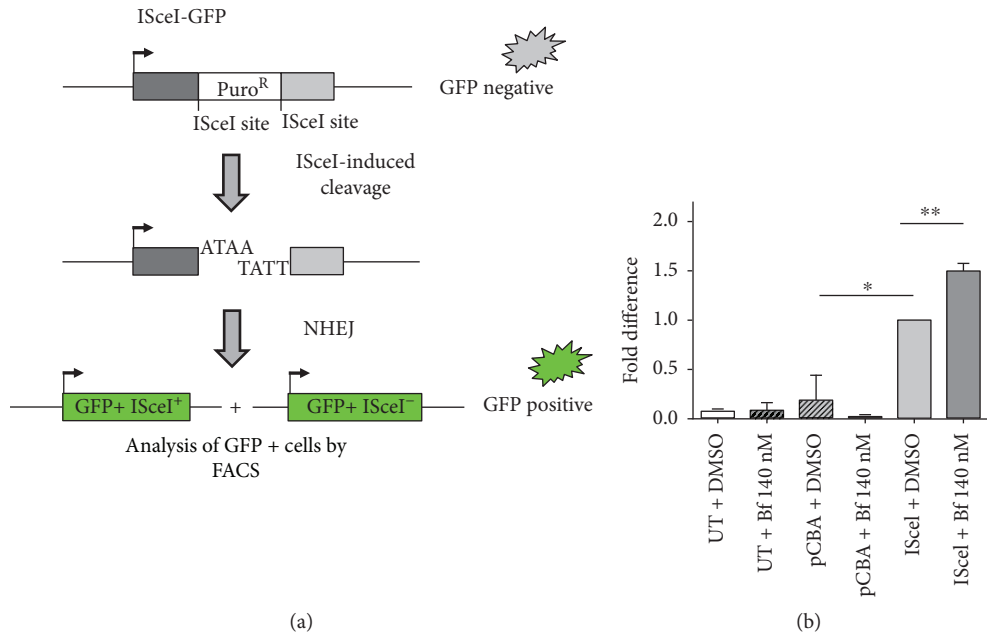 ISceI-GFP
Puro^R
GFP negative
ISceI site ISceI site
ISceI-induced
cleavage
ATAA
TATT
NHEJ
GFP+ ISceI⁺ + GFP+ ISceI⁻
GFP positive
Analysis of GFP + cells by
FACS
(a)
Fold difference
2.0
1.5
1.0
0.5
0.0
**
*
UT + DMSO
UT + Bf 140 nM
pCBA + DMSO
pCBA + Bf 140 nM
IScel + DMSO
IScel + Bf 140 nM
(b)